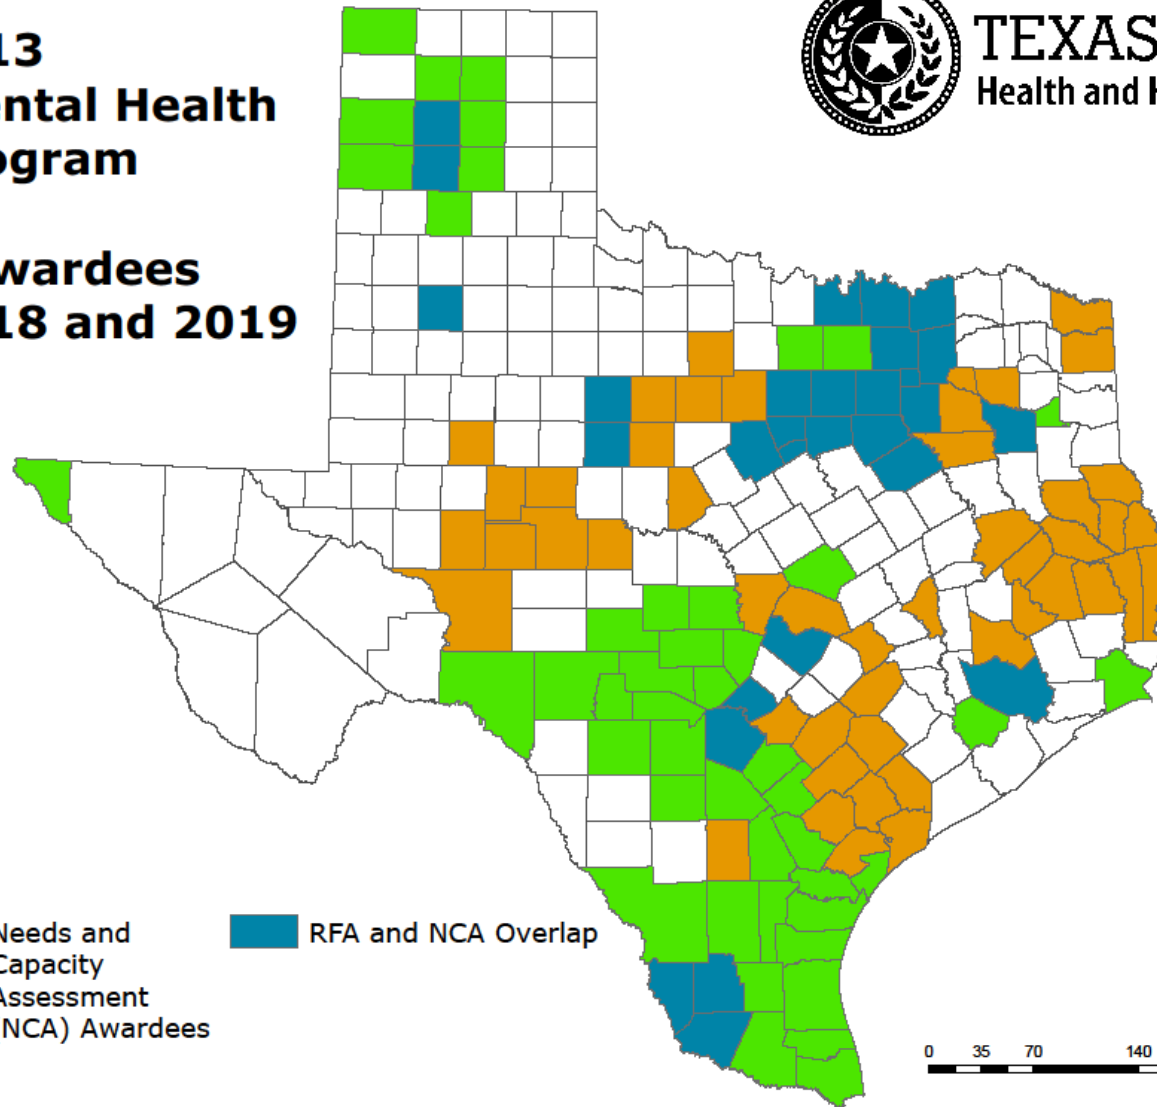 13
ental Health
ogram
wardees
18 and 2019
TEXAS
Health and H
Needs and
Capacity
Assessment
NCA) Awardees
RFA and NCA Overlap
0 35 70 140